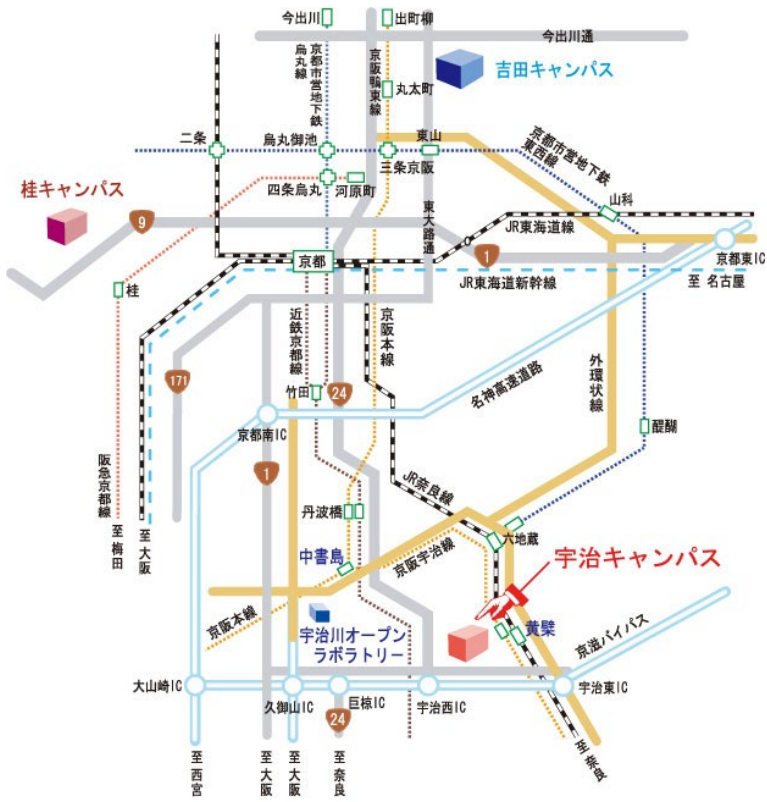 今出川
出町柳
今出川通
京都市営地下鉄
烏丸線
京阪鴨東線
吉田キャンパス
丸太町
二条
烏丸御池
三条京阪
東山
京都市営地下鉄
東西線
桂キャンパス
四条烏丸
河原町
山科
9
東大路通
JR東海道線
京都
1
京都東IC
JR東海道新幹線
至 名古屋
桂
近鉄京都線
京阪本線
外環状線
171
竹田
24
名神高速道路
京都南IC
醍醐
阪急京都線
1
JR奈良線
至梅田
至大阪
丹波橋
六地蔵
中書島
京阪宇治線
宇治キャンパス
京阪本線
宇治川オープン
ラボラトリー
黄檗
京滋バイパス
大山崎IC
久御山IC
巨椋IC
宇治西IC
宇治東IC
24
至西宮
至大阪
至大阪
至奈良
至奈良